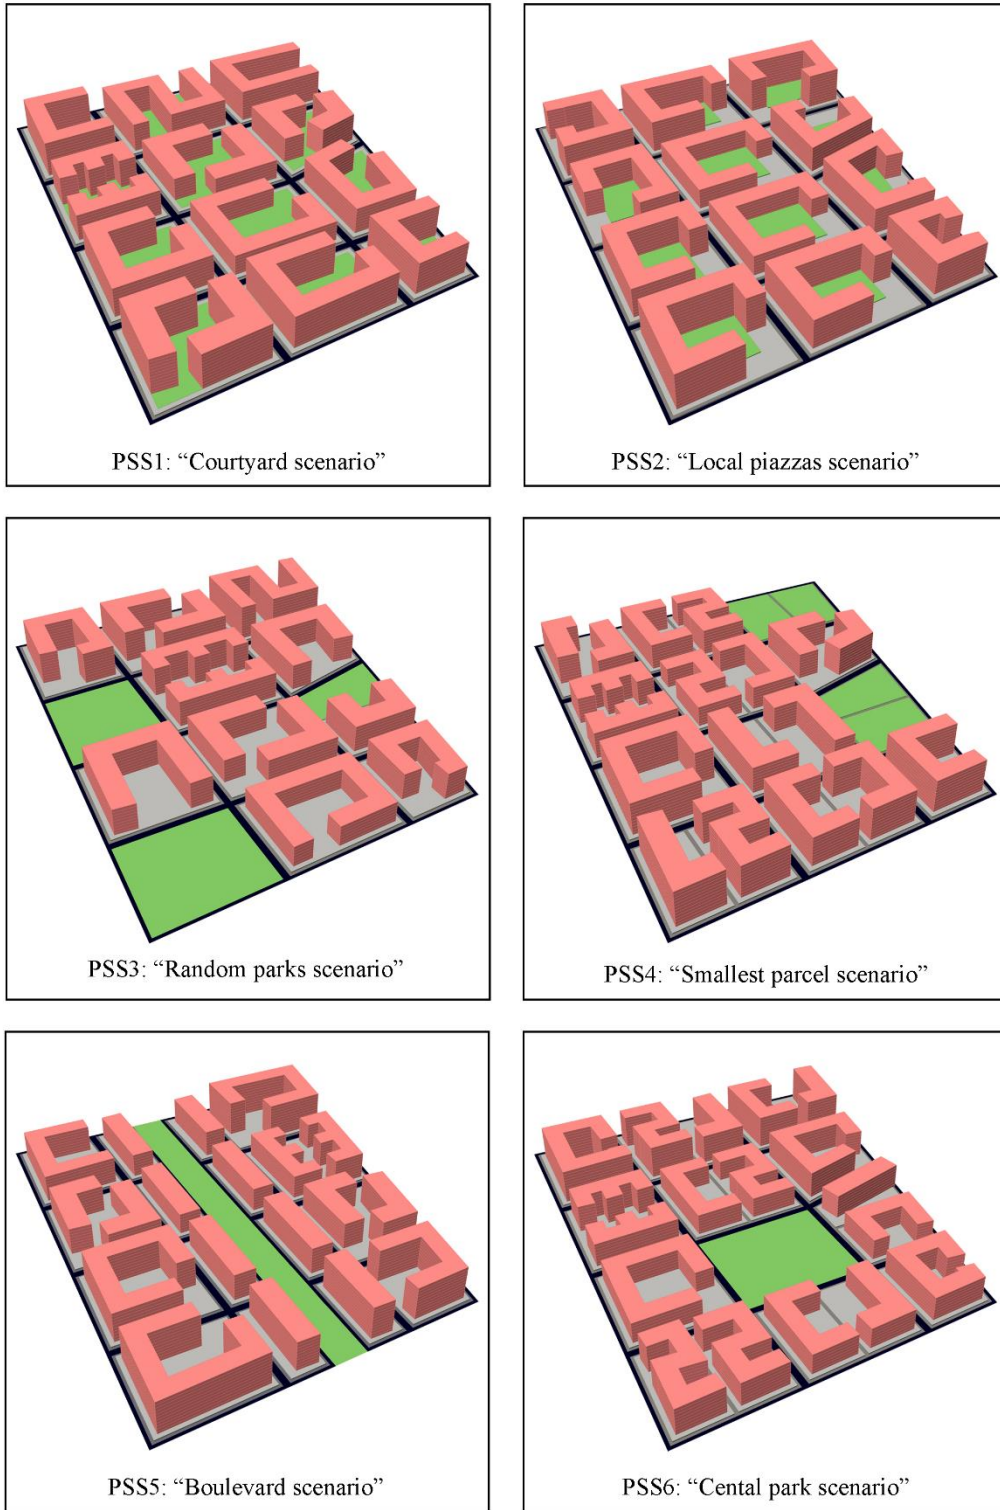 PSS1: “Courtyard scenario”
PSS2: “Local piazzas scenario”
PSS3: “Random parks scenario”
PSS4: “Smallest parcel scenario”
PSS5: “Boulevard scenario”
PSS6: “Cental park scenario”